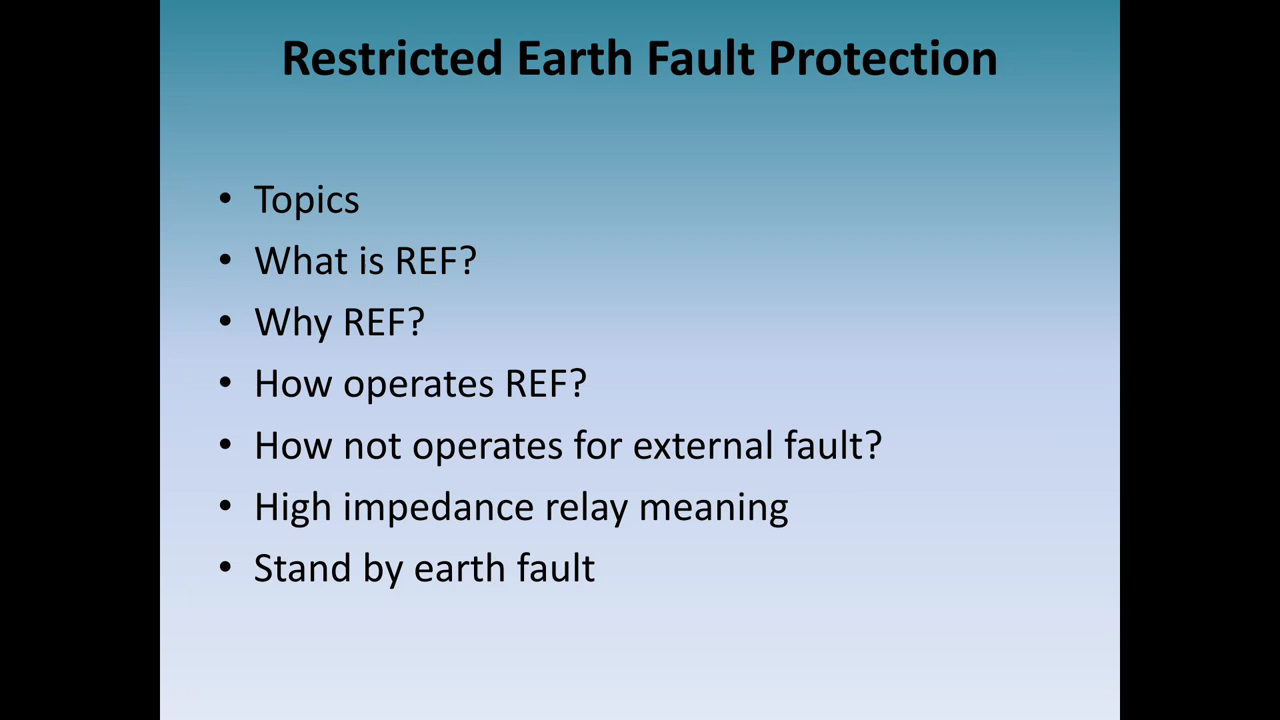 Restricted Earth Fault Protection
• Topics
• What is REF?
• Why REF?
• How operates REF?
• How not operates for external fault?
• High impedance relay meaning
• Stand by earth fault